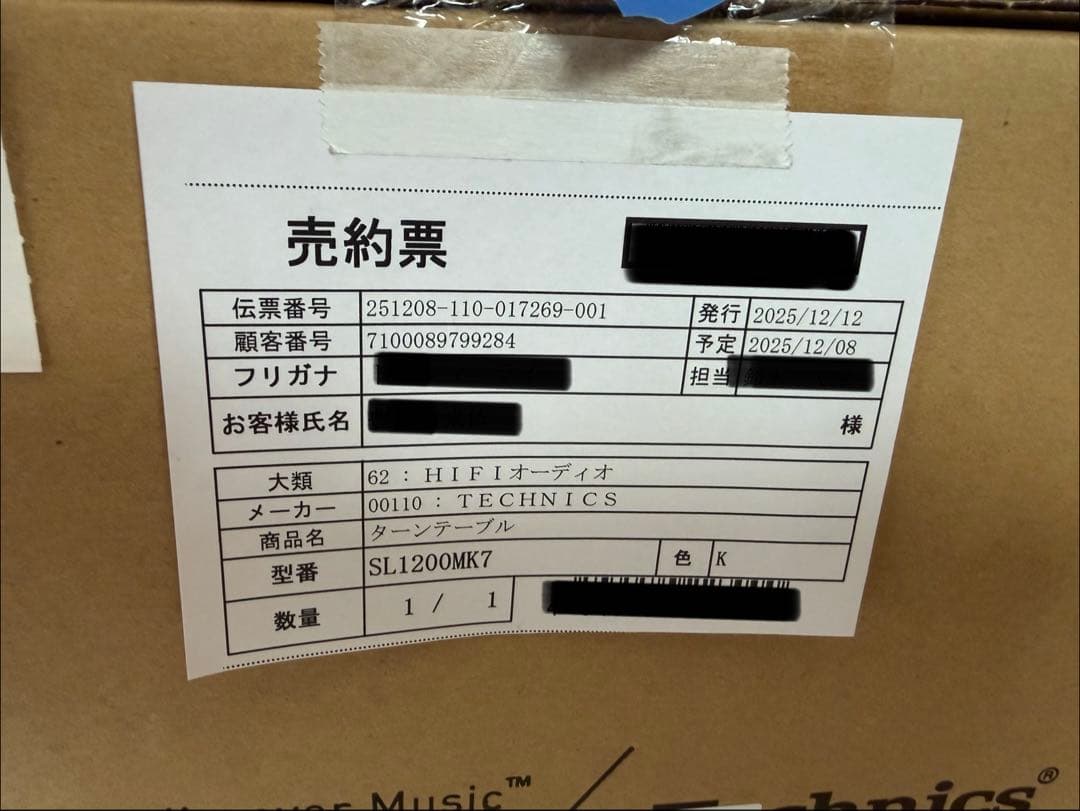 売約票
伝票番号 251208-110-017269-001 発行 2025/12/12
顧客番号 7100089799284 予定 2025/12/08
フリガナ 担当
お客様氏名 様
大類 62 : ＨＩＦＩオーディオ
メーカー 00110 : ＴＥＣＨＮＩＣＳ
商品名 ターンテーブル
型番 SL1200MK7 色 K
数量 1 / 1
Music™ / Technics®